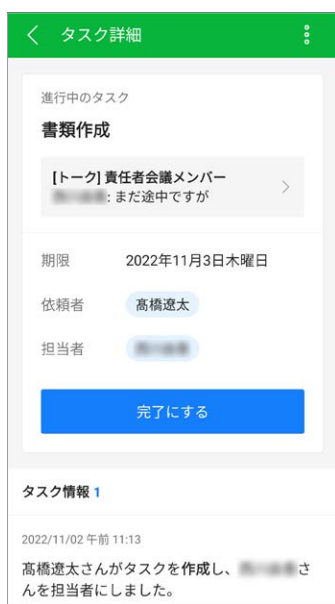 タスク詳細
進行中のタスク
書類作成
[トーク] 責任者会議メンバー
: まだ途中ですが
期限 2022年11月3日木曜日
依頼者 髙橋遼太
担当者
完了にする
タスク情報 1
2022/11/02 午前 11:13
髙橋遼太さんがタスクを作成し、 さ
んを担当者にしました。